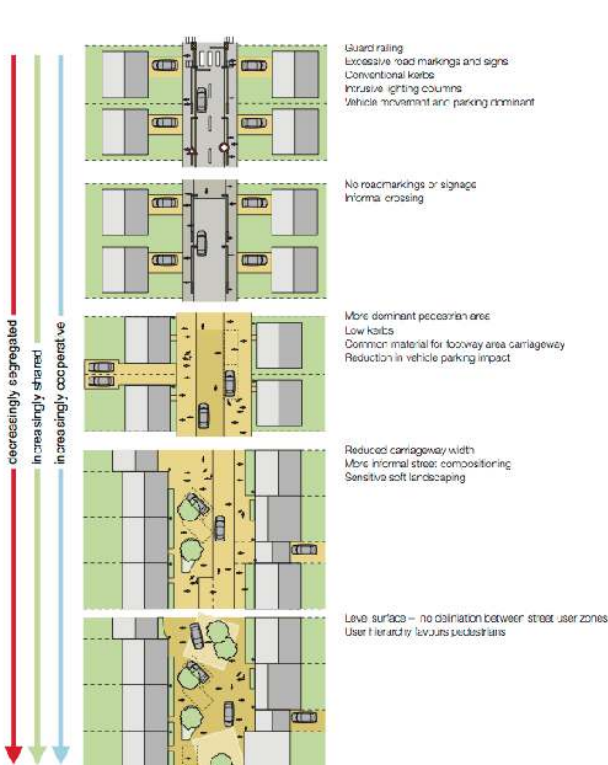 Guard railing
Excessive road markings and signs
Conventional kerbs
Intrusive lighting columns
Vehicle movement and parking dominant
No roadmarkings or signage
Informal crossing
More dominant pedestrian area
Low kerbs
Common material for footway area carriageway
Reduction in vehicle parking impact
decreasingly segregated
increasingly shared
increasingly cooperative
Reduced carriageway width
More informal street compositioning
Sensitive soft landscaping
Level surface – no deliniation between street user zones
User hierarchy favours pedestrians